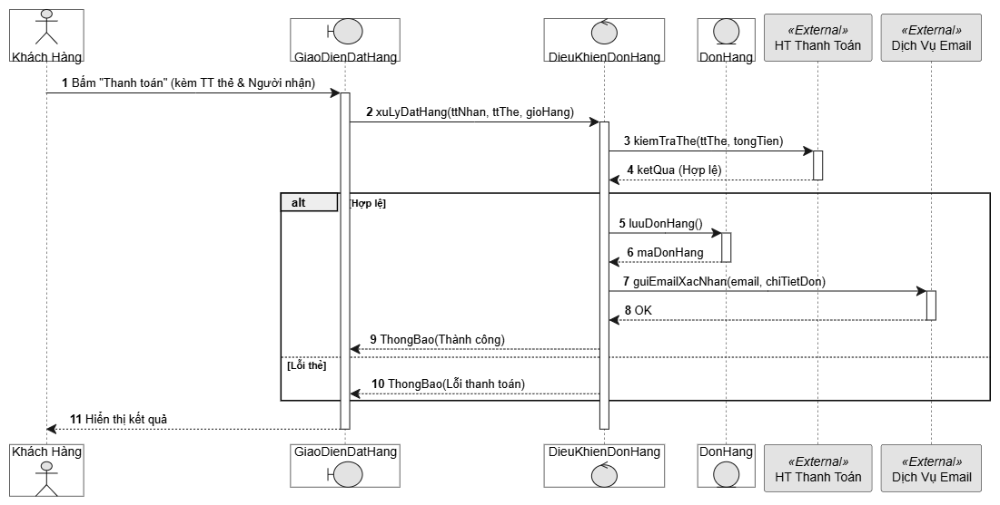 Khách Hàng
GiaoDienDatHang
DieuKhienDonHang
DonHang
«External»
HT Thanh Toán
«External»
Dịch Vụ Email
1 Bấm "Thanh toán" (kèm TT thẻ & Người nhận)
2 xuLyDatHang(ttNhan, ttThe, gioHang)
3 kiemTraThe(ttThe, tongTien)
4 ketQua (Hợp lệ)
alt
[Hợp lệ]
5 luuDonHang()
6 maDonHang
7 guiEmailXacNhan(email, chiTietDon)
8 OK
9 ThongBao(Thành công)
[Lỗi thẻ]
10 ThongBao(Lỗi thanh toán)
11 Hiển thị kết quả
Khách Hàng
GiaoDienDatHang
DieuKhienDonHang
DonHang
«External»
HT Thanh Toán
«External»
Dịch Vụ Email